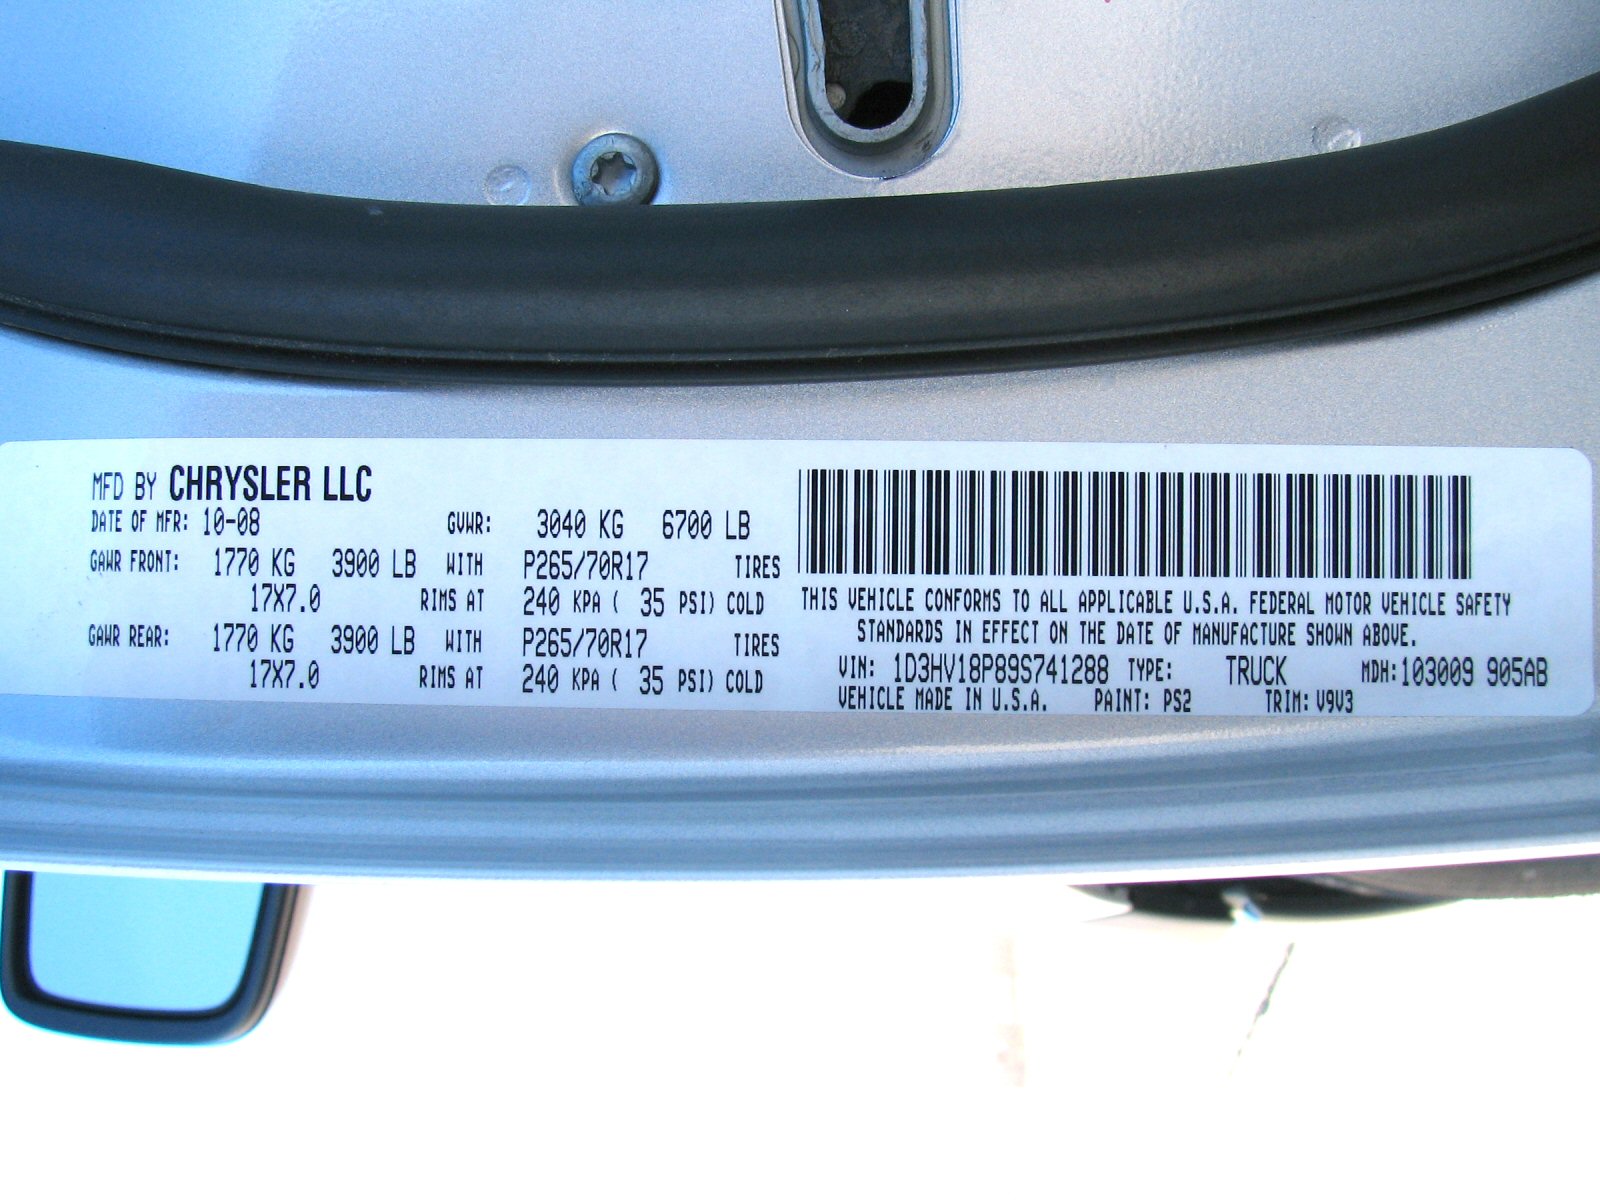 MFD BY CHRYSLER LLC
DATE OF MFR: 10-08 GVWR: 3040 KG 6700 LB
GAWR FRONT: 1770 KG 3900 LB WITH P265/70R17 TIRES
17X7.0 RIMS AT 240 KPA ( 35 PSI) COLD
GAWR REAR: 1770 KG 3900 LB WITH P265/70R17 TIRES
17X7.0 RIMS AT 240 KPA ( 35 PSI) COLD
THIS VEHICLE CONFORMS TO ALL APPLICABLE U.S.A. FEDERAL MOTOR VEHICLE SAFETY
STANDARDS IN EFFECT ON THE DATE OF MANUFACTURE SHOWN ABOVE.
VIN: 1D3HV18P89S741288 TYPE: TRUCK MDH:103009 905AB
VEHICLE MADE IN U.S.A. PAINT: PS2 TRIM: V9V3